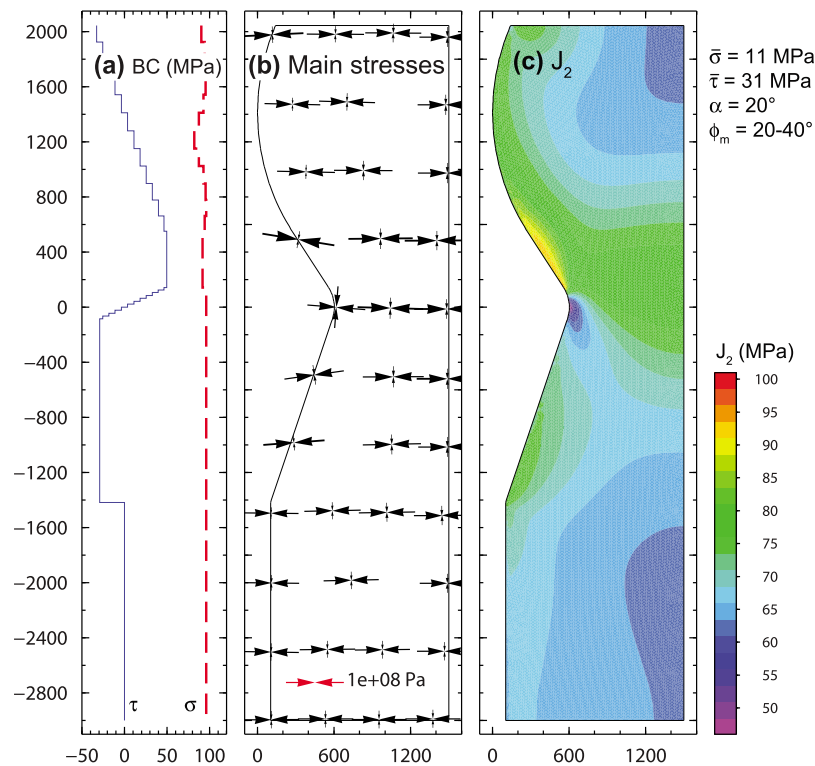 (a) BC (MPa)
(b) Main stresses
(c) J2
σ̄ = 11 MPa
τ̄ = 31 MPa
α = 20°
ϕm = 20-40°
2000
1600
1200
800
400
0
−400
−800
−1200
−1600
−2000
−2400
−2800
τ
σ
1e+08 Pa
J2 (MPa)
100
95
90
85
80
75
70
65
60
55
50
−50 0 50 100
0 600 1200
0 600 1200